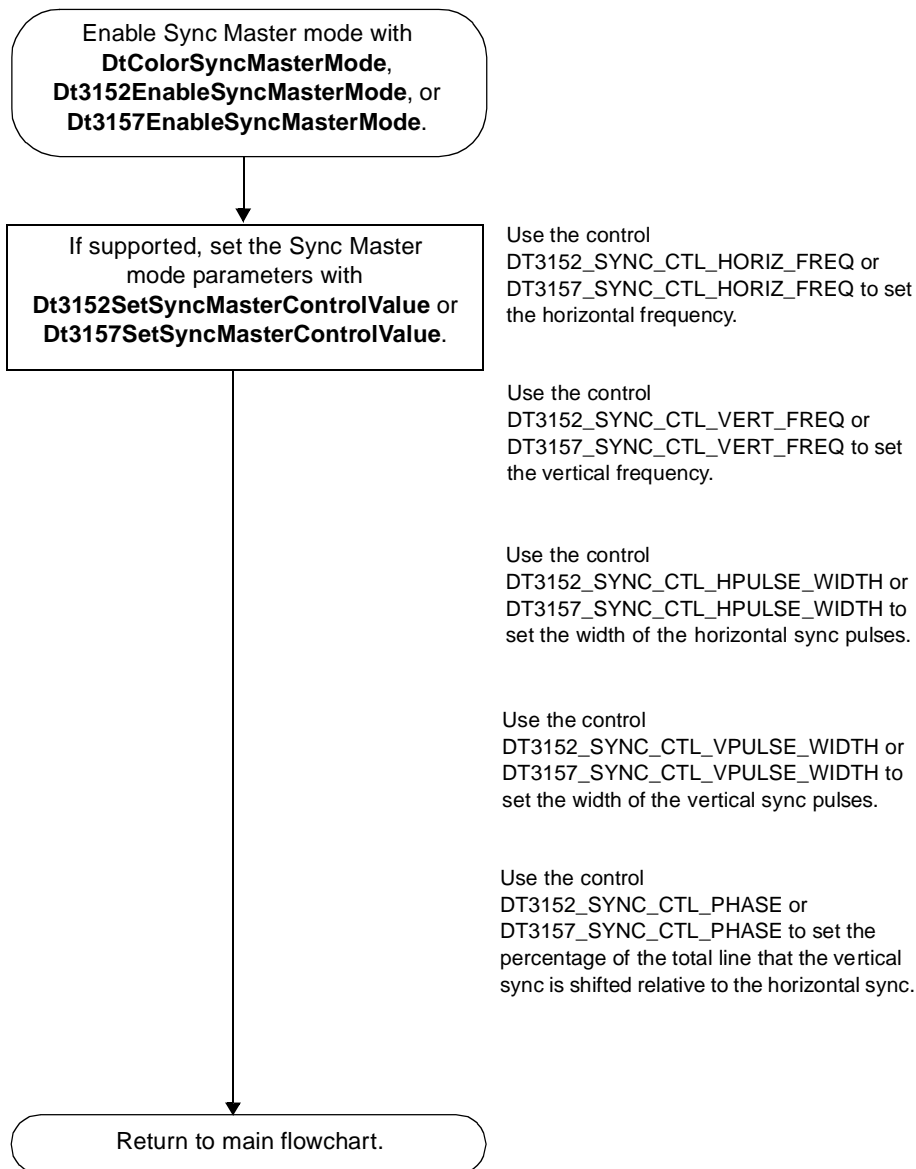 Enable Sync Master mode with
DtColorSyncMasterMode,
Dt3152EnableSyncMasterMode, or
Dt3157EnableSyncMasterMode.
If supported, set the Sync Master
mode parameters with
Dt3152SetSyncMasterControlValue or
Dt3157SetSyncMasterControlValue.
Use the control
DT3152_SYNC_CTL_HORIZ_FREQ or
DT3157_SYNC_CTL_HORIZ_FREQ to set
the horizontal frequency.
Use the control
DT3152_SYNC_CTL_VERT_FREQ or
DT3157_SYNC_CTL_VERT_FREQ to set
the vertical frequency.
Use the control
DT3152_SYNC_CTL_HPULSE_WIDTH or
DT3157_SYNC_CTL_HPULSE_WIDTH to
set the width of the horizontal sync pulses.
Use the control
DT3152_SYNC_CTL_VPULSE_WIDTH or
DT3157_SYNC_CTL_VPULSE_WIDTH to
set the width of the vertical sync pulses.
Use the control
DT3152_SYNC_CTL_PHASE or
DT3157_SYNC_CTL_PHASE to set the
percentage of the total line that the vertical
sync is shifted relative to the horizontal sync.
Return to main flowchart.